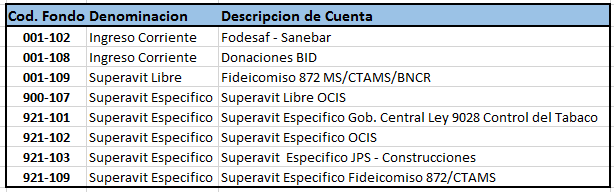 Cod. Fondo Denominacion Descripcion de Cuenta
001-102 Ingreso Corriente Fodesaf - Sanebar
001-108 Ingreso Corriente Donaciones BID
001-109 Superavit Libre Fideicomiso 872 MS/CTAMS/BNCR
900-107 Superavit Especifico Superavit Libre OCIS
921-101 Superavit Especifico Superavit Especifico Gob. Central Ley 9028 Control del Tabaco
921-102 Superavit Especifico Superavit Especifico OCIS
921-103 Superavit Especifico Superavit  Especifico JPS - Construcciones
921-109 Superavit Especifico Superavit Especifico Fideicomiso 872/CTAMS